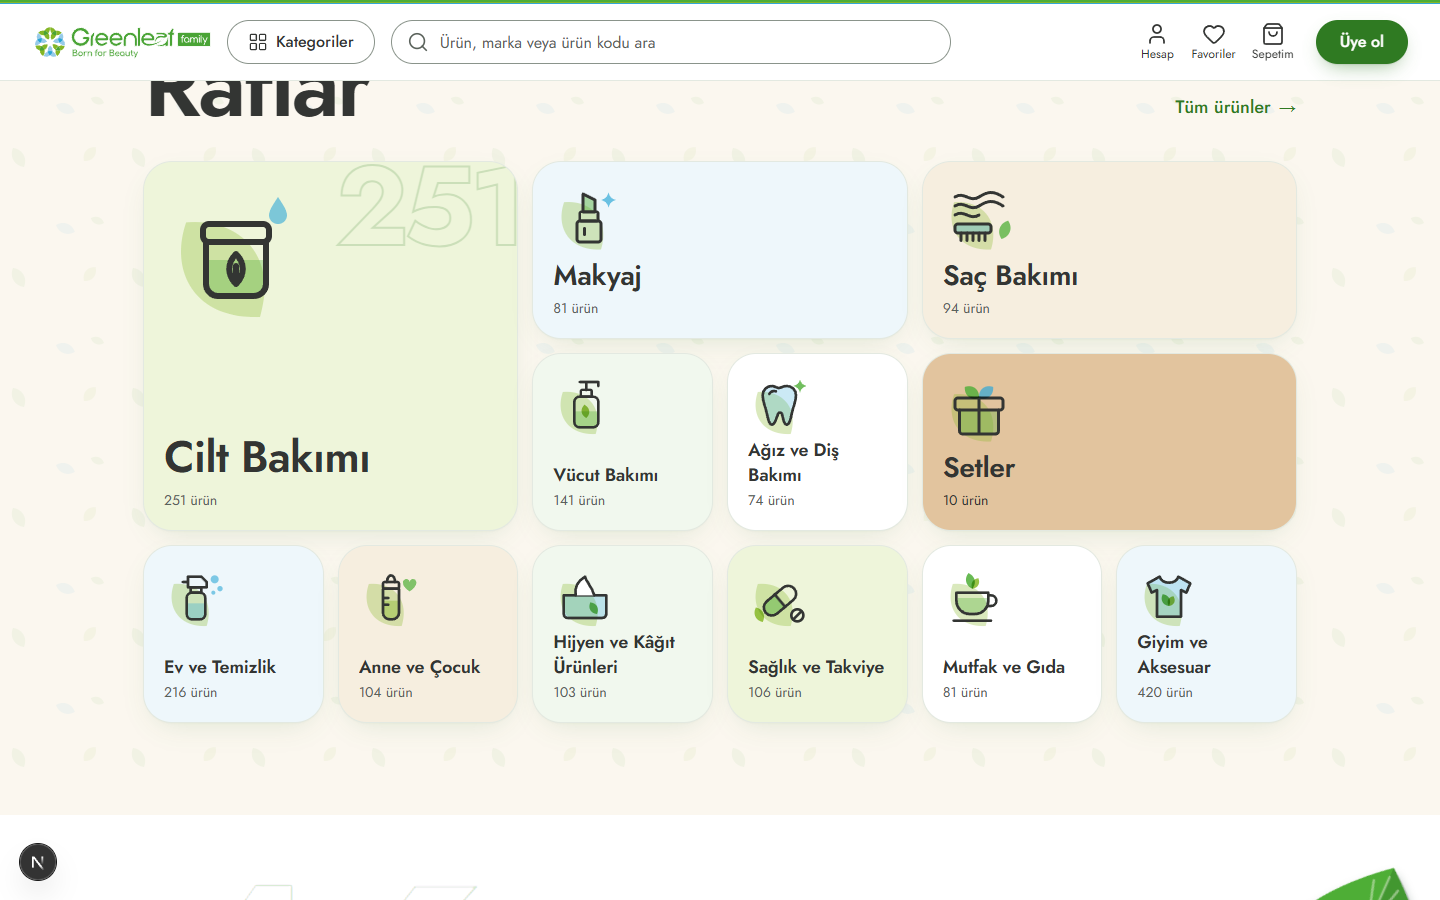 Greenleaf family
Born for Beauty
Kategoriler
Ürün, marka veya ürün kodu ara
Hesap
Favoriler
Sepetim
Üye ol
Raflar
Tüm ürünler →
251
Cilt Bakımı
251 ürün
Makyaj
81 ürün
Saç Bakımı
94 ürün
Vücut Bakımı
141 ürün
Ağız ve Diş
Bakımı
74 ürün
Setler
10 ürün
Ev ve Temizlik
216 ürün
Anne ve Çocuk
104 ürün
Hijyen ve Kâğıt
Ürünleri
103 ürün
Sağlık ve Takviye
106 ürün
Mutfak ve Gıda
81 ürün
Giyim ve
Aksesuar
420 ürün
N